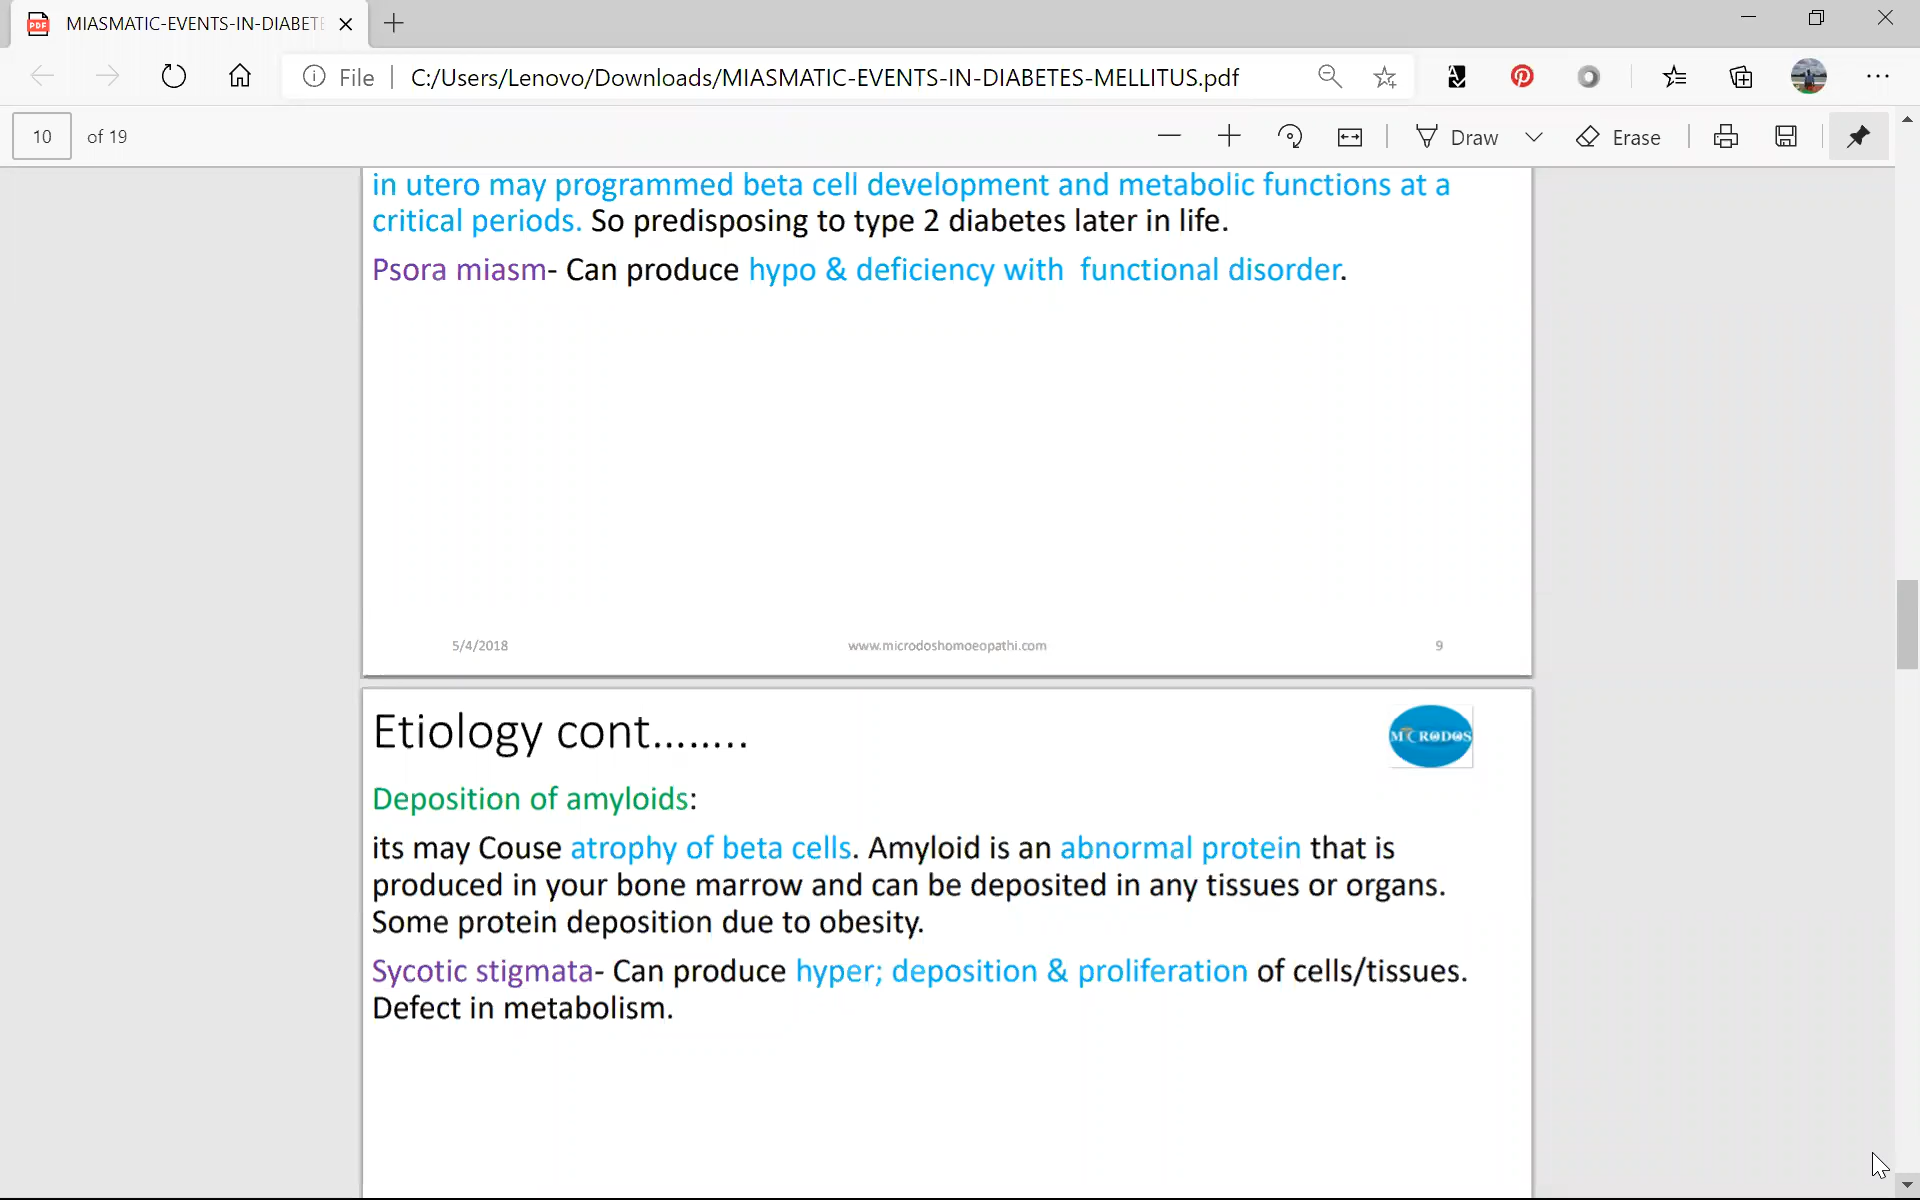 MIASMATIC-EVENTS-IN-DIABETE
File
C:/Users/Lenovo/Downloads/MIASMATIC-EVENTS-IN-DIABETES-MELLITUS.pdf
10 of 19
Draw
Erase
in utero may programmed beta cell development and metabolic functions at a
critical periods. So predisposing to type 2 diabetes later in life.
Psora miasm- Can produce hypo & deficiency with functional disorder.
5/4/2018 www.microdoshomoeopathi.com 9
Etiology cont........
MICRODOS
Deposition of amyloids:
its may Couse atrophy of beta cells. Amyloid is an abnormal protein that is
produced in your bone marrow and can be deposited in any tissues or organs.
Some protein deposition due to obesity.
Sycotic stigmata- Can produce hyper; deposition & proliferation of cells/tissues.
Defect in metabolism.